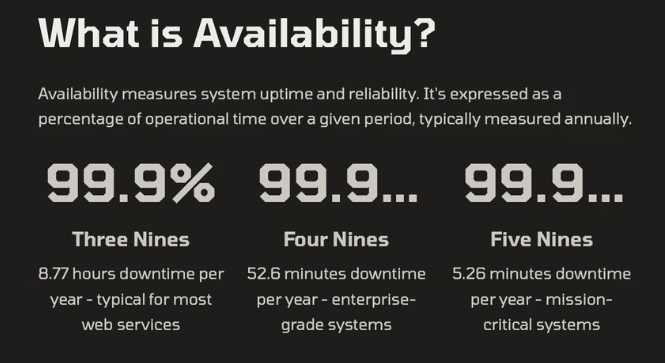 What is Availability?
Availability measures system uptime and reliability. It's expressed as a
percentage of operational time over a given period, typically measured annually.
99.9%
Three Nines
8.77 hours downtime per
year - typical for most
web services
99.9...
Four Nines
52.6 minutes downtime
per year - enterprise-
grade systems
99.9...
Five Nines
5.26 minutes downtime
per year - mission-
critical systems